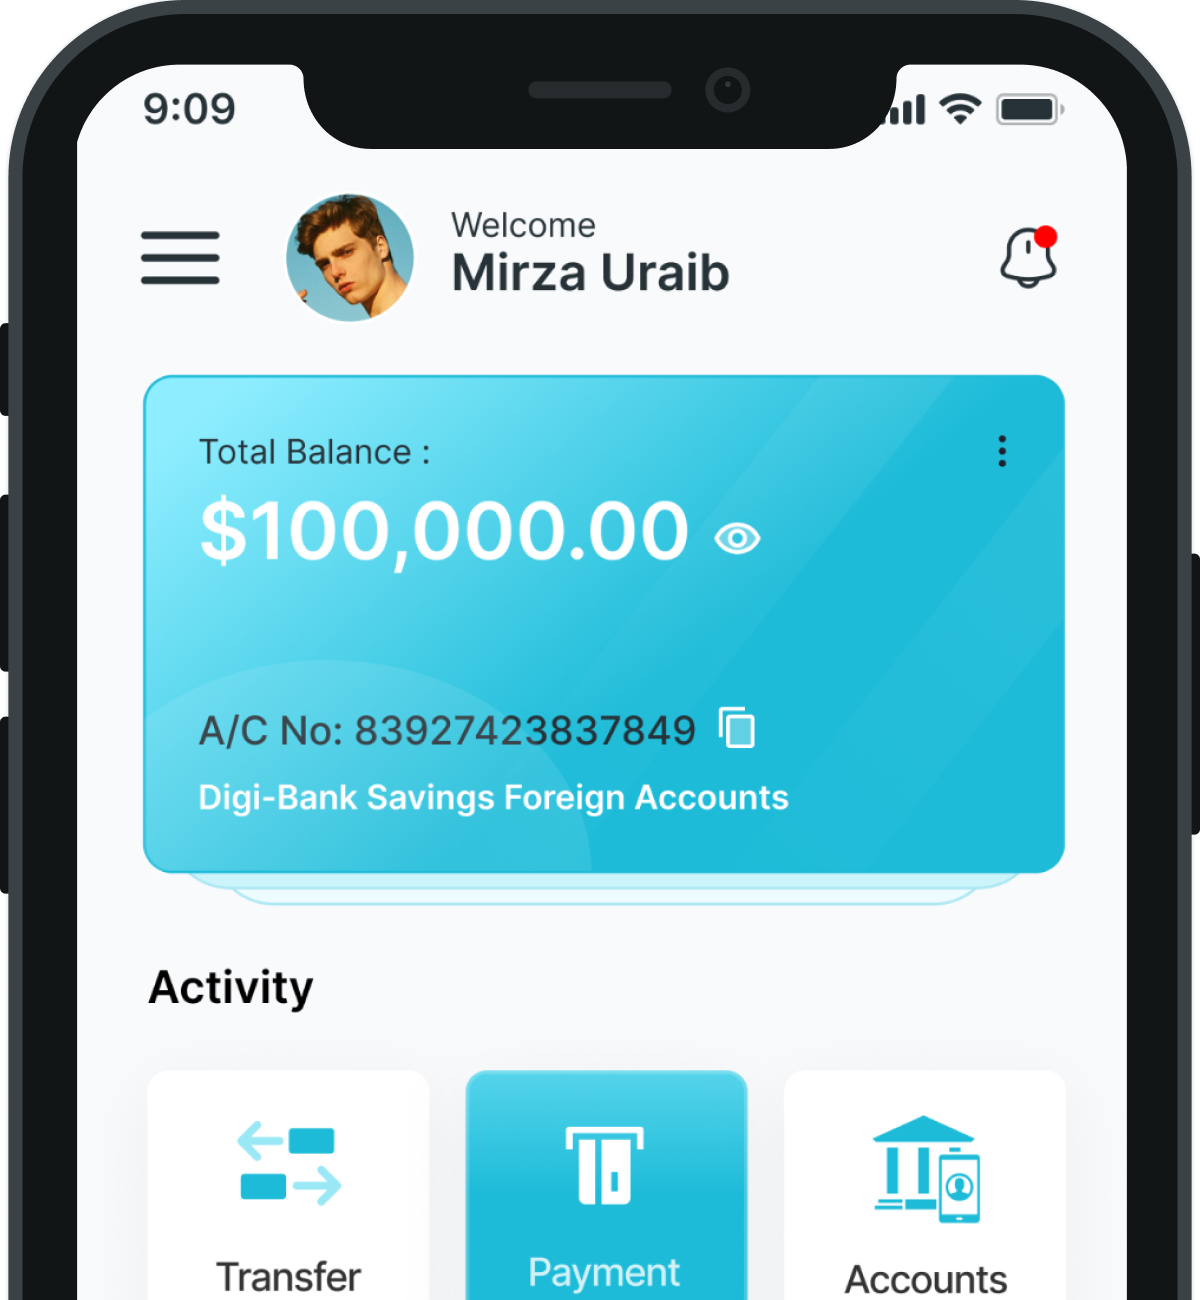 9:09
Welcome
Mirza Uraib
Total Balance :
$100,000.00
A/C No: 83927423837849
Digi-Bank Savings Foreign Accounts
Activity
Transfer
Payment
Accounts